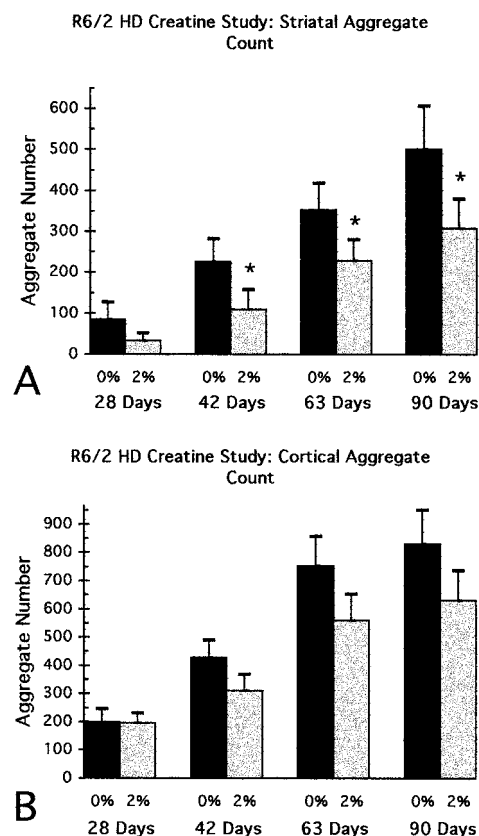 R6/2 HD Creatine Study: Striatal Aggregate
Count
Aggregate Number
600
500
400
300
200
100
0
*
*
*
0% 2% 0% 2% 0% 2% 0% 2%
28 Days 42 Days 63 Days 90 Days
A
R6/2 HD Creatine Study: Cortical Aggregate
Count
Aggregate Number
900
800
700
600
500
400
300
200
100
0
0% 2% 0% 2% 0% 2% 0% 2%
28 Days 42 Days 63 Days 90 Days
B